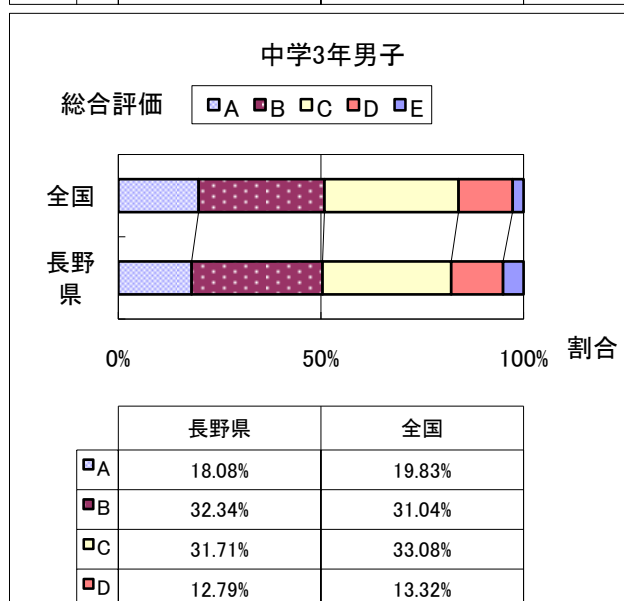 中学3年男子
総合評価 A B C D E
全国
長野
県
0% 50% 100% 割合
長野県 全国
A 18.08% 19.83%
B 32.34% 31.04%
C 31.71% 33.08%
D 12.79% 13.32%